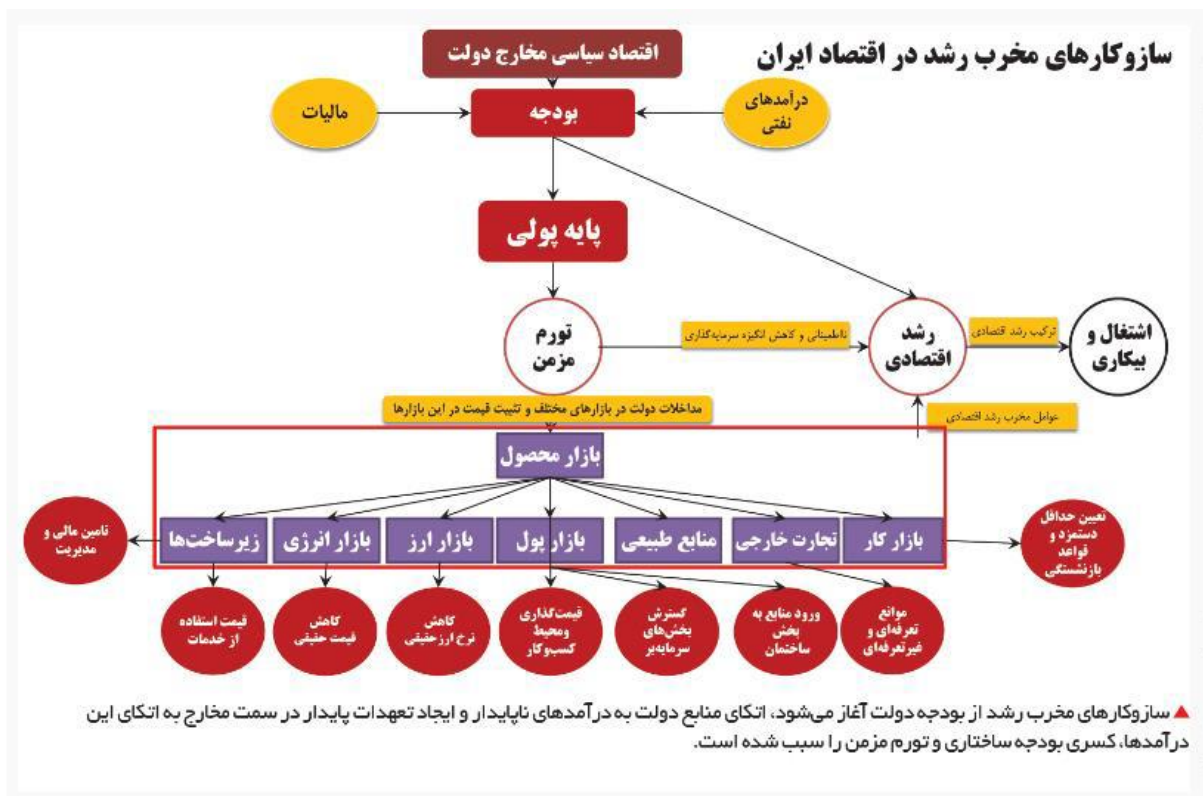 سازوکارهای مخرب رشد در اقتصاد ایران
اقتصاد سیاسی مخارج دولت
درآمدهای
نفتی
بودجه
مالیات
پایه پولی
تورم
مزمن
نااطمینانی و کاهش انگیزه سرمایه‌گذاری
رشد
اقتصادی
ترکیب رشد اقتصادی
اشتغال و
بیکاری
مداخلات دولت در بازارهای مختلف و تثبیت قیمت در این بازارها
عوامل مخرب رشد اقتصادی
بازار محصول
بازار کار
تجارت خارجی
منابع طبیعی
بازار پول
بازار ارز
بازار انرژی
زیرساخت‌ها
تعیین حداقل
دستمزد و
قواعد
بازنشستگی
تامین مالی و
مدیریت
موانع
تعرفه‌ای و
غیرتعرفه‌ای
ورود منابع به
بخش
ساختمان
گسترش
بخش‌های
سرمایه‌بر
قیمت‌گذاری
ومحیط
کسب‌وکار
کاهش
نرخ ارزحقیقی
کاهش
قیمت حقیقی
قیمت استفاده
از خدمات
سازوکارهای مخرب رشد از بودجه دولت آغاز می‌شود، اتکای منابع دولت به درآمدهای ناپایدار و ایجاد تعهدات پایدار در سمت مخارج به اتکای این
درآمدها، کسری بودجه ساختاری و تورم مزمن را سبب شده است.